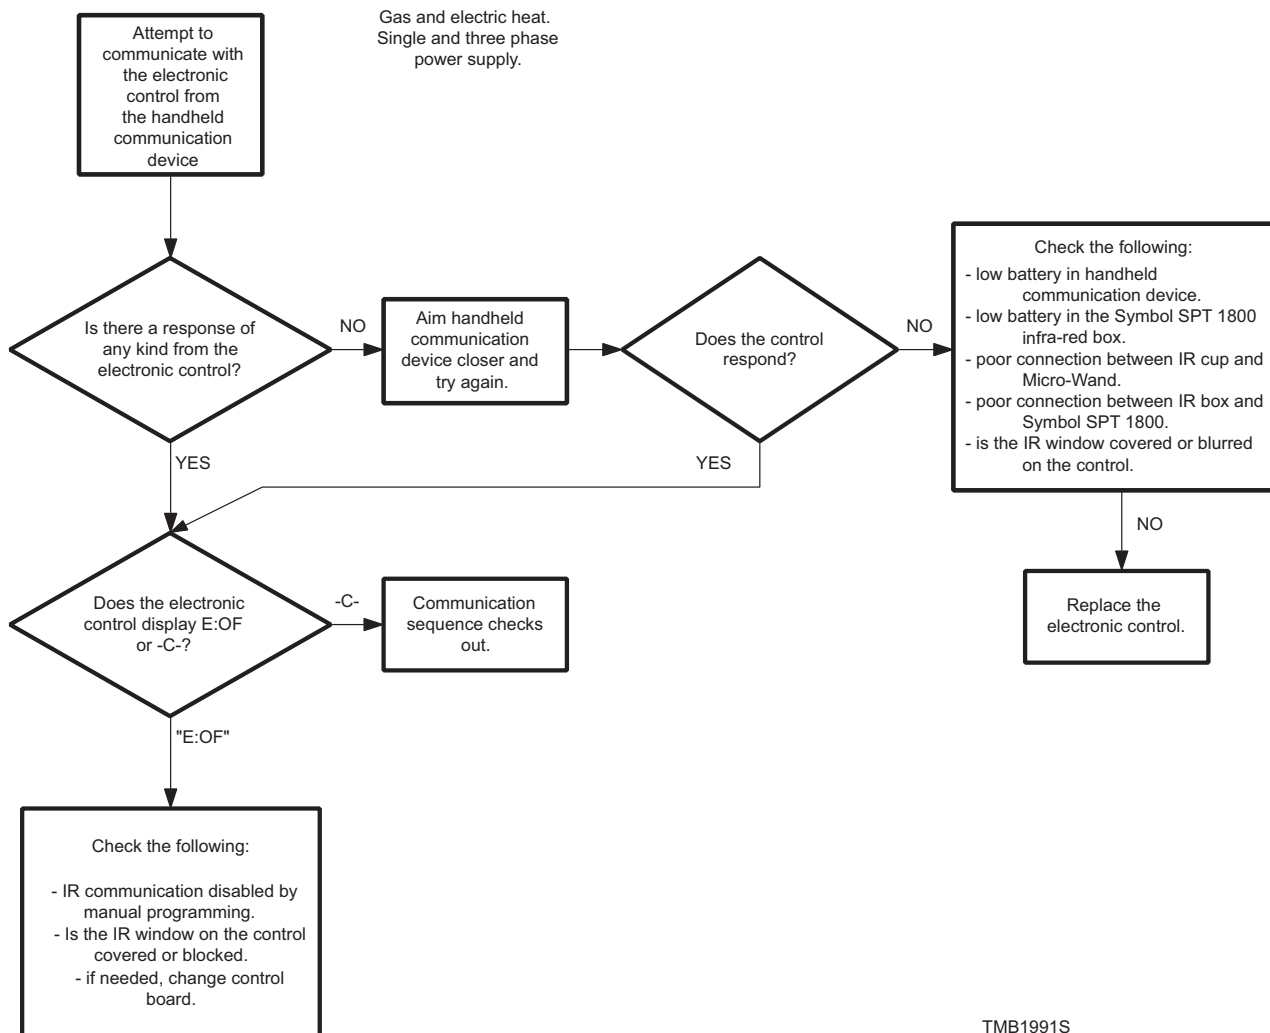 Attempt to
communicate with
the electronic
control from
the handheld
communication
device
Gas and electric heat.
Single and three phase
power supply.
Is there a response of
any kind from the
electronic control?
NO
Aim handheld
communication
device closer and
try again.
Does the control
respond?
NO
Check the following:
- low battery in handheld
communication device.
- low battery in the Symbol SPT 1800
infra-red box.
- poor connection between IR cup and
Micro-Wand.
- poor connection between IR box and
Symbol SPT 1800.
- is the IR window covered or blurred
on the control.
YES
YES
NO
Replace the
electronic control.
Does the electronic
control display E:OF
or -C-?
-C-
Communication
sequence checks
out.
"E:OF"
Check the following:
- IR communication disabled by
manual programming.
- Is the IR window on the control
covered or blocked.
- if needed, change control
board.
TMB1991S